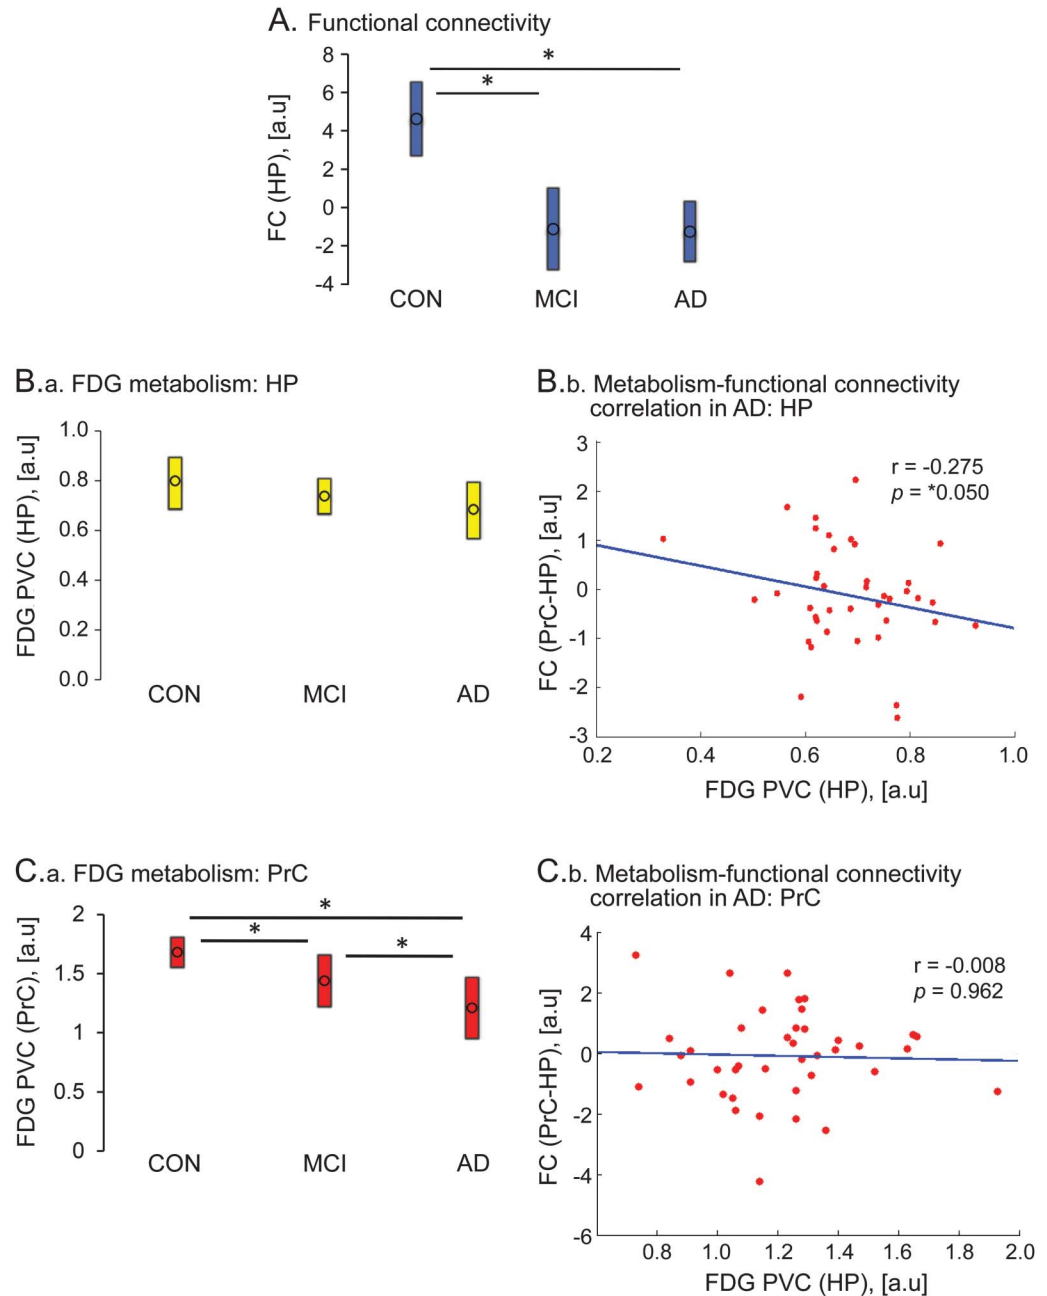 A. Functional connectivity
8
6
4
2
0
-2
-4
FC (HP), [a.u]
*
*
CON MCI AD
B.a. FDG metabolism: HP
1.0
0.8
0.6
0.4
0.2
0.0
FDG PVC (HP), [a.u]
CON MCI AD
B.b. Metabolism-functional connectivity
correlation in AD: HP
r = -0.275
p = *0.050
3
2
1
0
-1
-2
-3
FC (PrC-HP), [a.u]
0.2 0.4 0.6 0.8 1.0
FDG PVC (HP), [a.u]
C.a. FDG metabolism: PrC
2
1.5
1
0.5
0
FDG PVC (PrC), [a.u]
*
*
*
CON MCI AD
C.b. Metabolism-functional connectivity
correlation in AD: PrC
r = -0.008
p = 0.962
4
2
0
-2
-4
-6
FC (PrC-HP), [a.u]
0.8 1.0 1.2 1.4 1.6 1.8 2.0
FDG PVC (HP), [a.u]